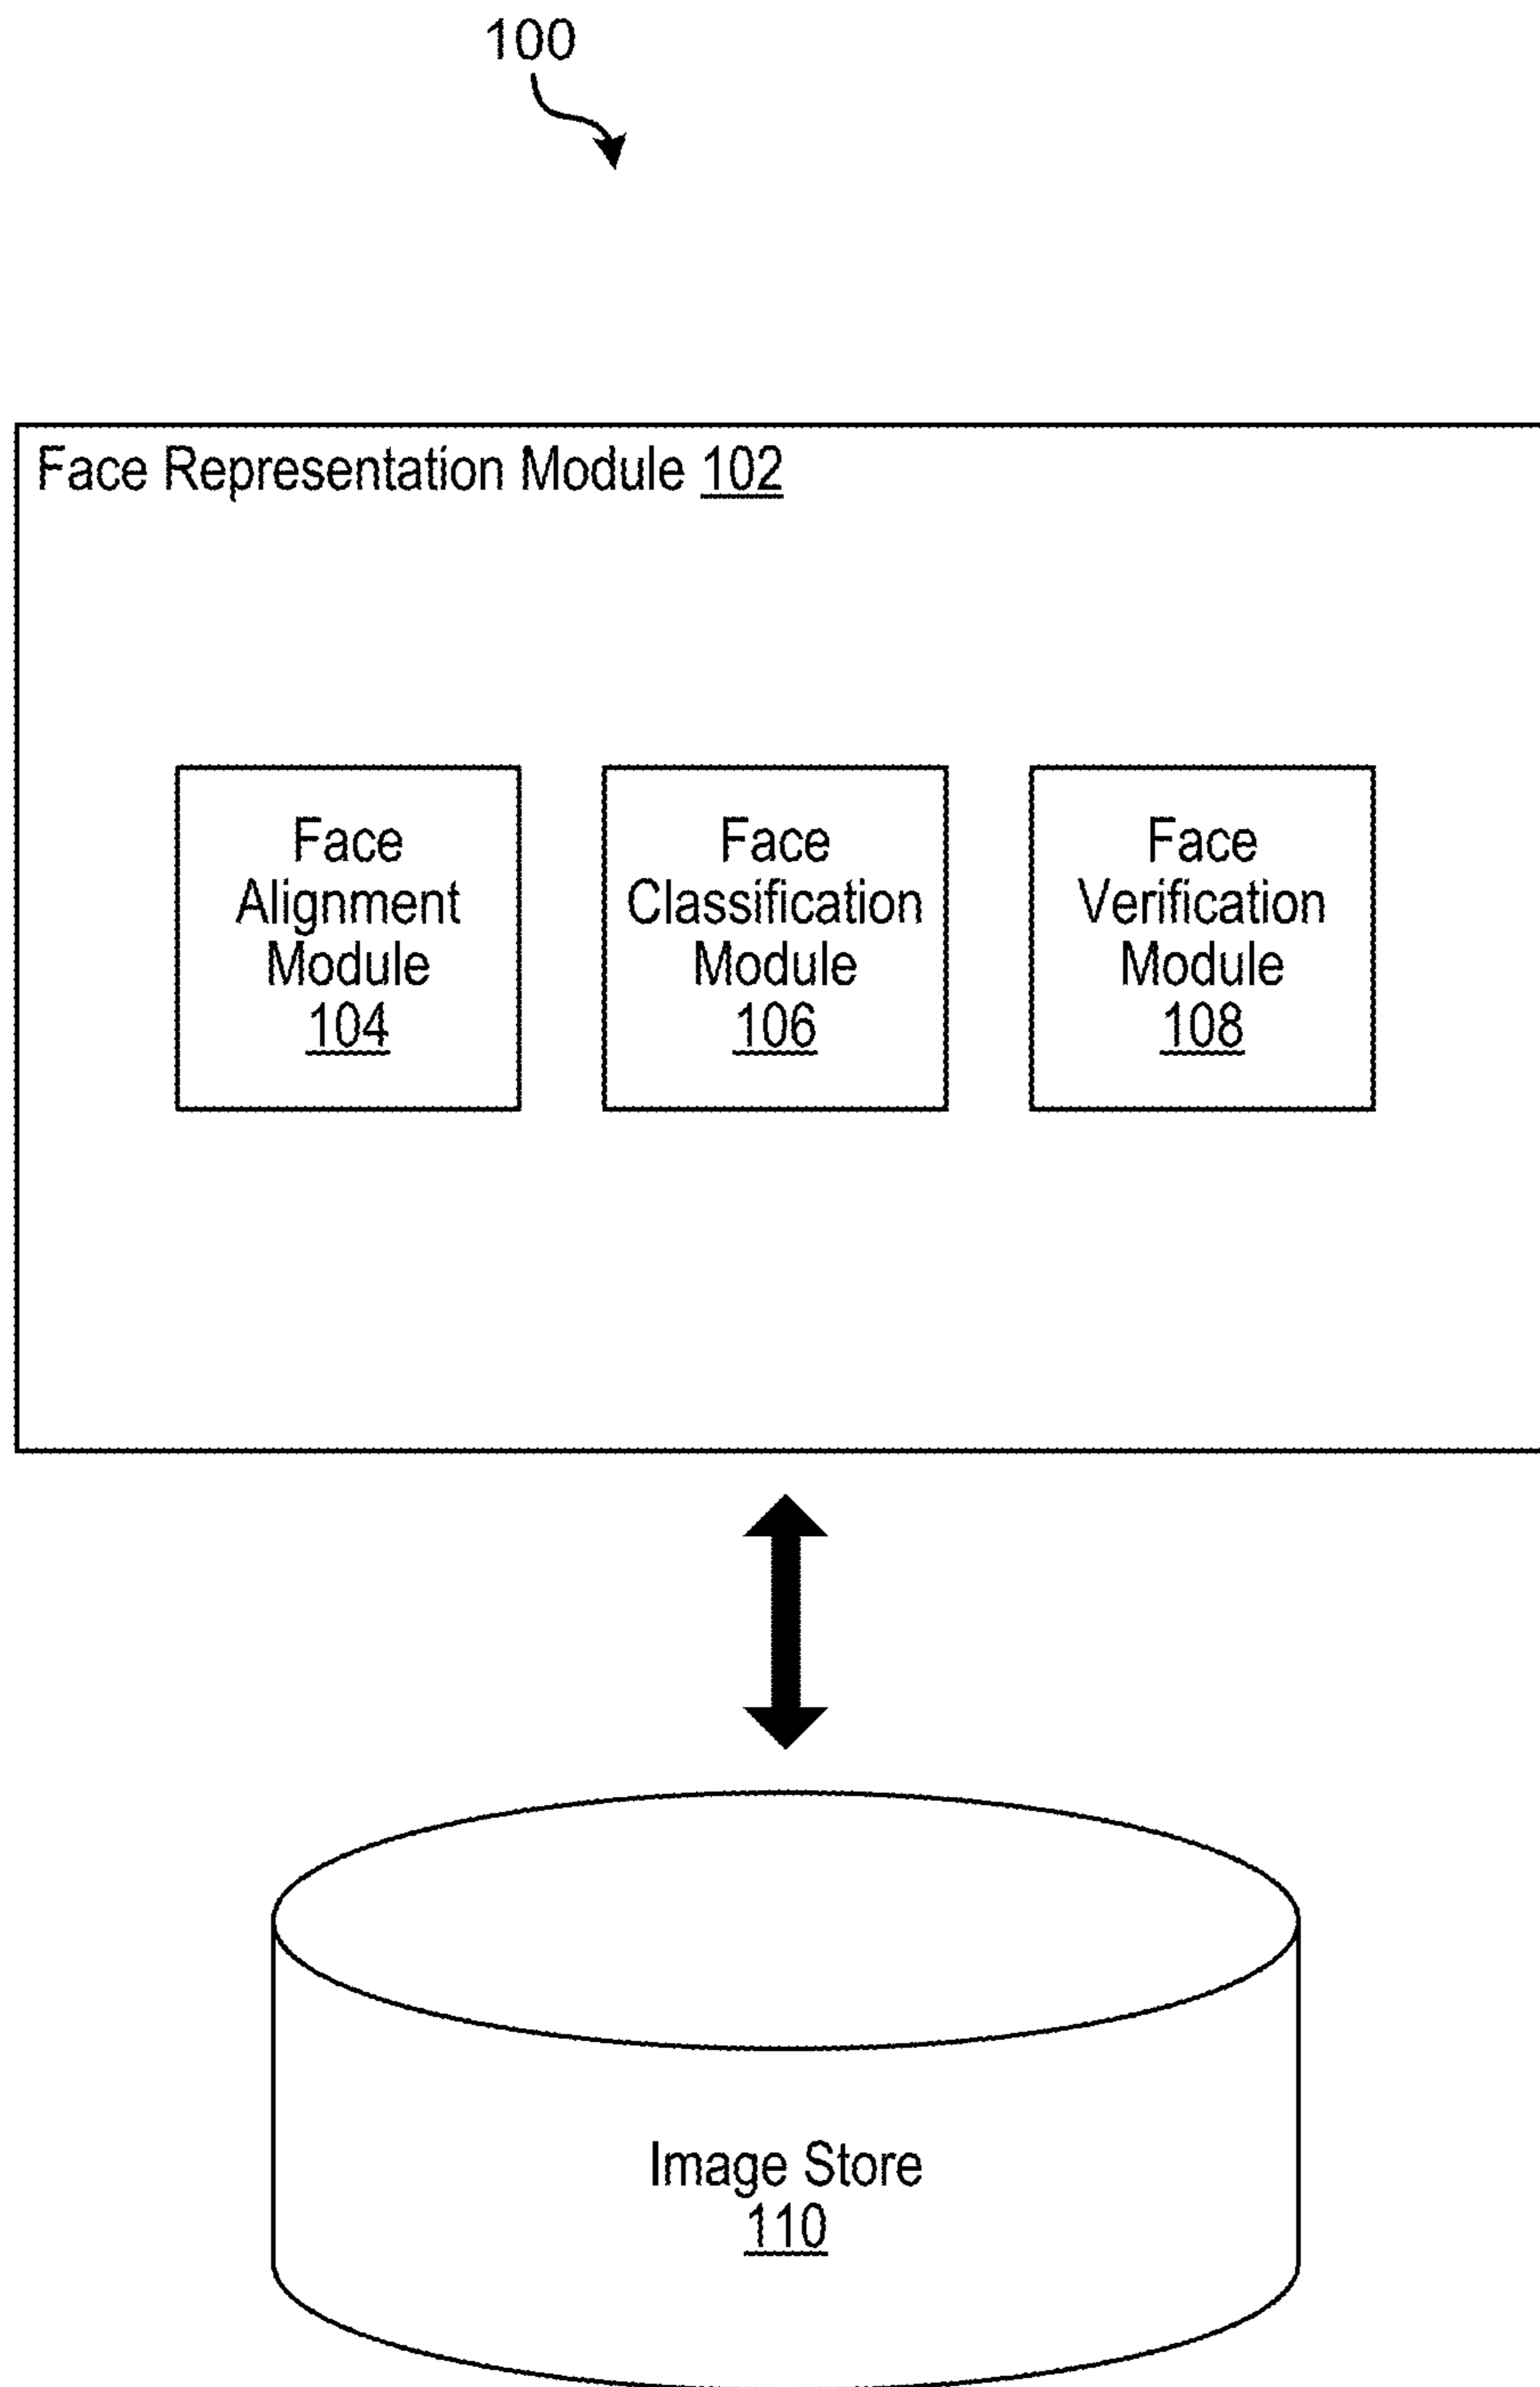 100
Face Representation Module 102
Face
Alignment
Module
104
Face
Classification
Module
106
Face
Verification
Module
108
Image Store
110